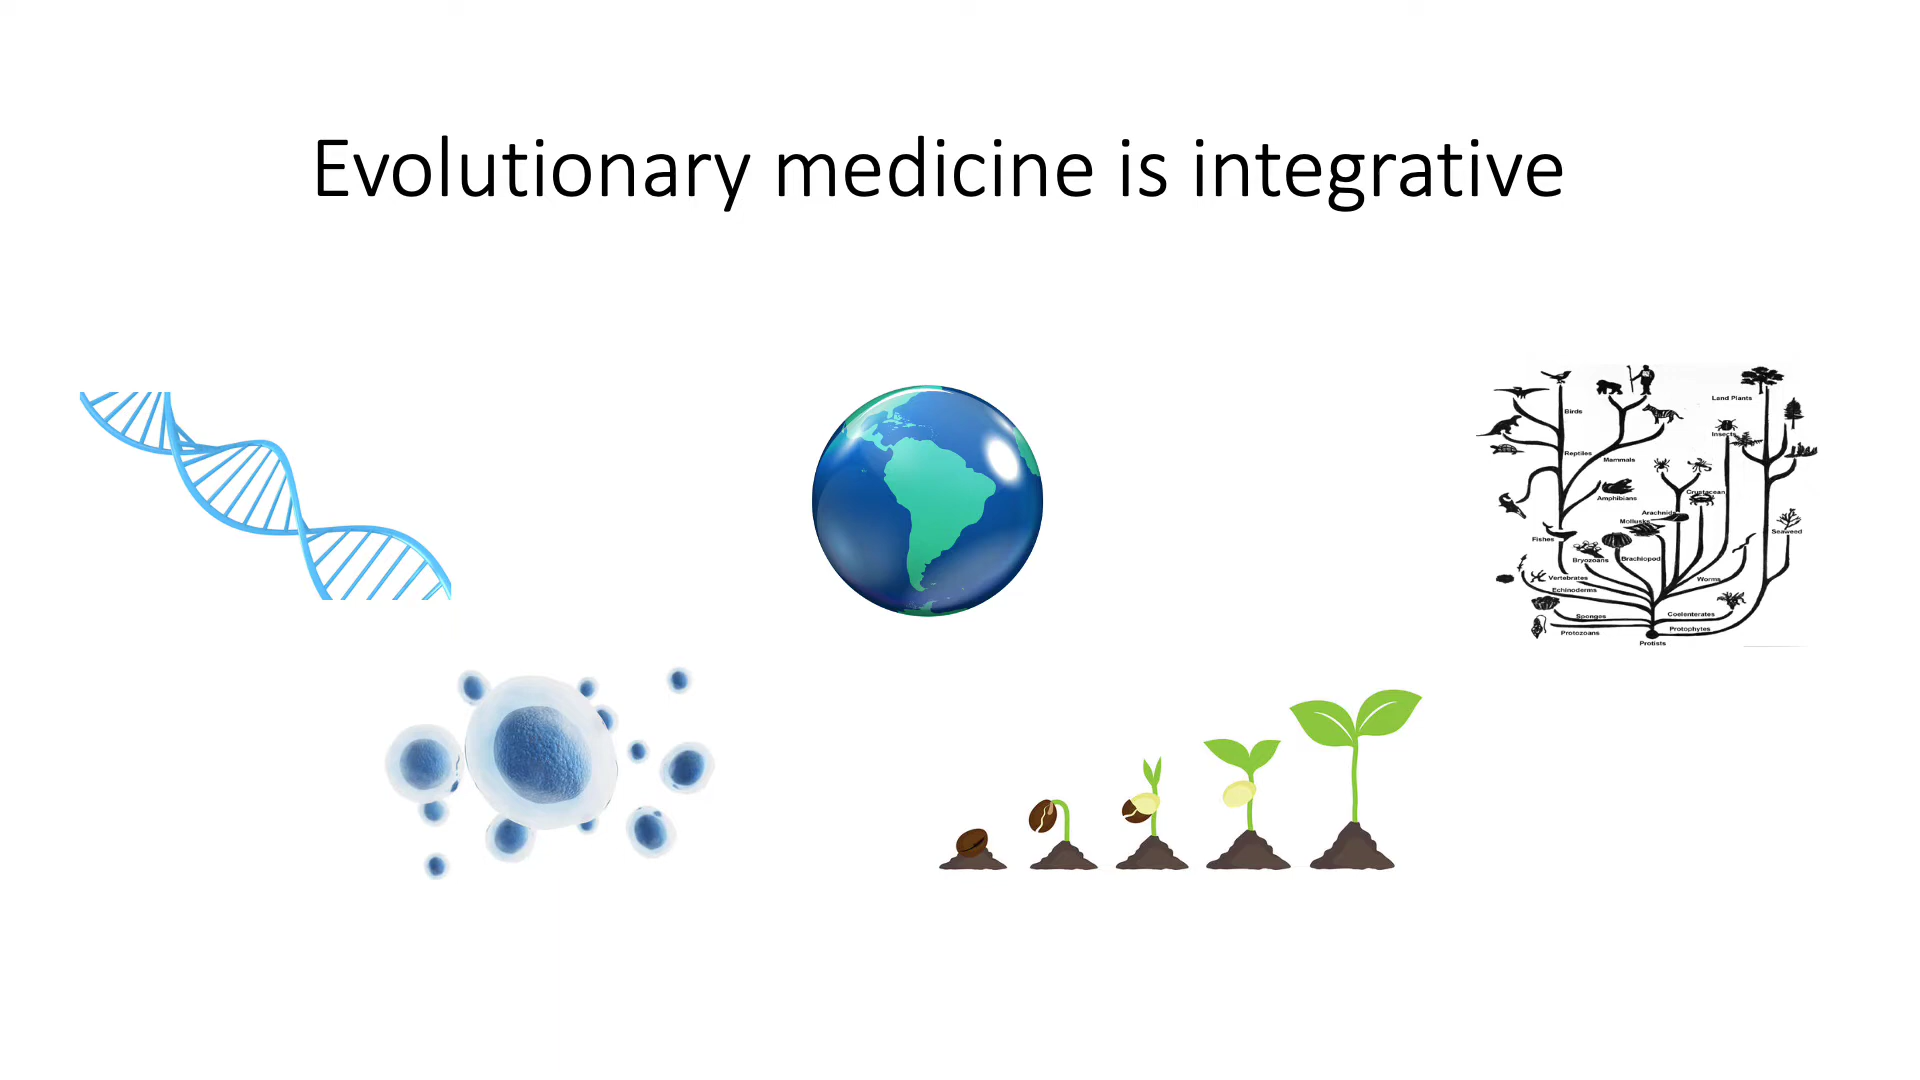 Evolutionary medicine is integrative
Land Plants
Birds
Insects
Reptiles
Mammals
Crustacean
Amphibians
Arachnids
Mollusks
Seaweed
Fishes
Bryozoans
Brachiopod
Vertebrates
Worms
Echinoderms
Sponges
Coelenterates
Protozoans
Protophytes
Protists